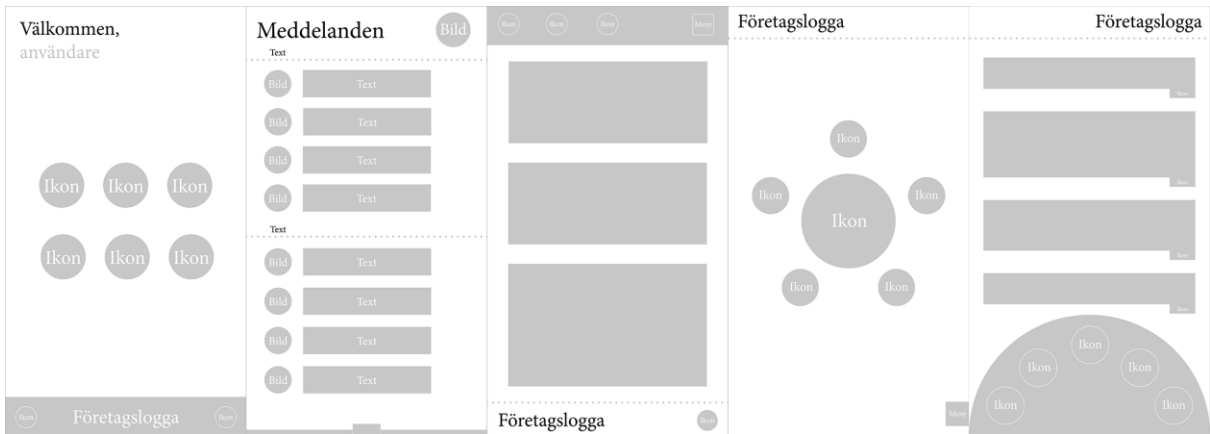 Välkommen,
användare
Ikon Ikon Ikon
Ikon Ikon Ikon
Ikon Företagslogga Ikon
Meddelanden Bild
Text
Bild Text
Bild Text
Bild Text
Bild Text
Text
Bild Text
Bild Text
Bild Text
Bild Text
Ikon Ikon Ikon Meny
Företagslogga Ikon
Företagslogga
Ikon
Ikon Ikon
Ikon
Ikon Ikon
Meny
Företagslogga
Ikon
Ikon
Ikon
Ikon
Ikon
Ikon Ikon
Ikon Ikon